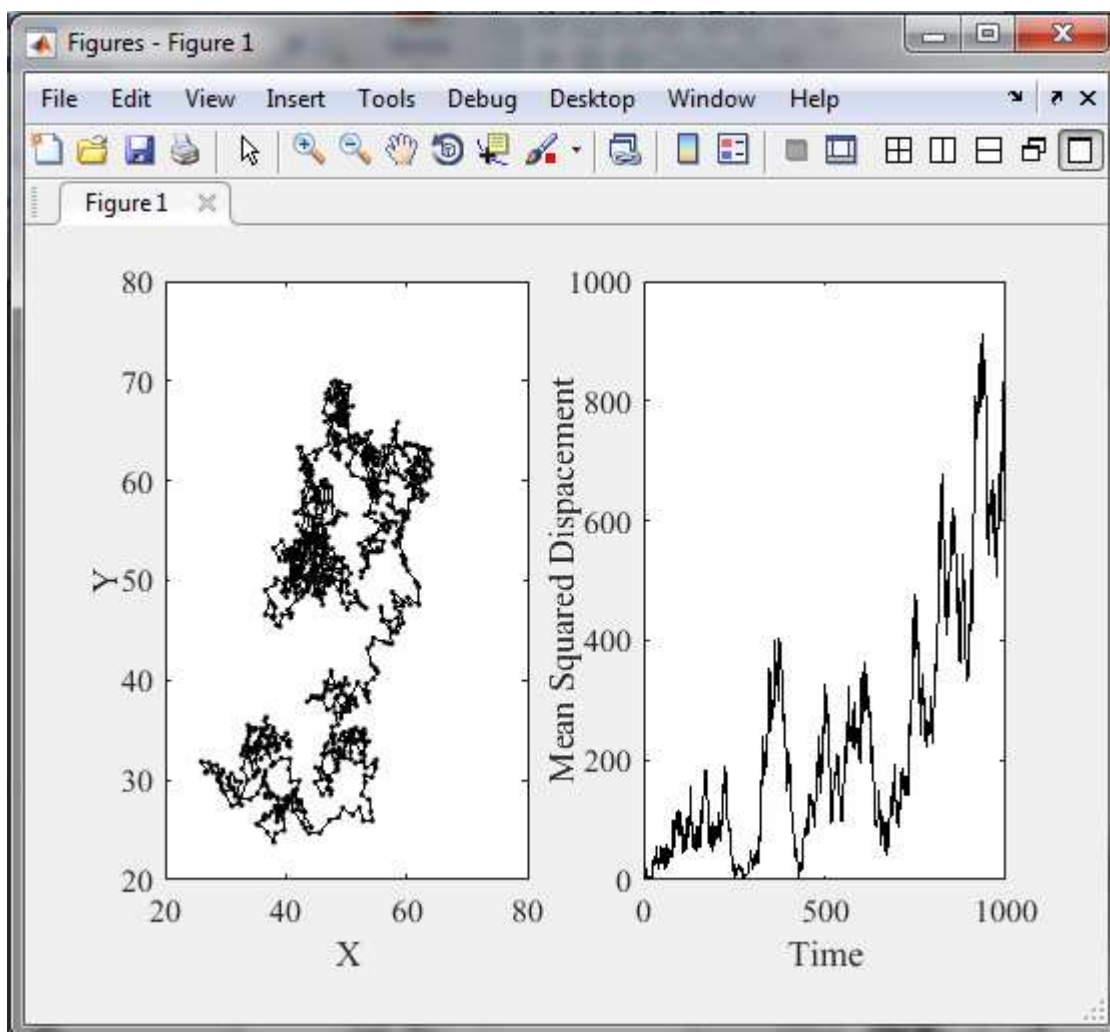 Figures - Figure 1
File Edit View Insert Tools Debug Desktop Window Help
Figure 1
80
70
60
50
40
30
20
20 40 60 80
X
Y
1000
800
600
400
200
0
0 500 1000
Time
Mean Squared Dispacement